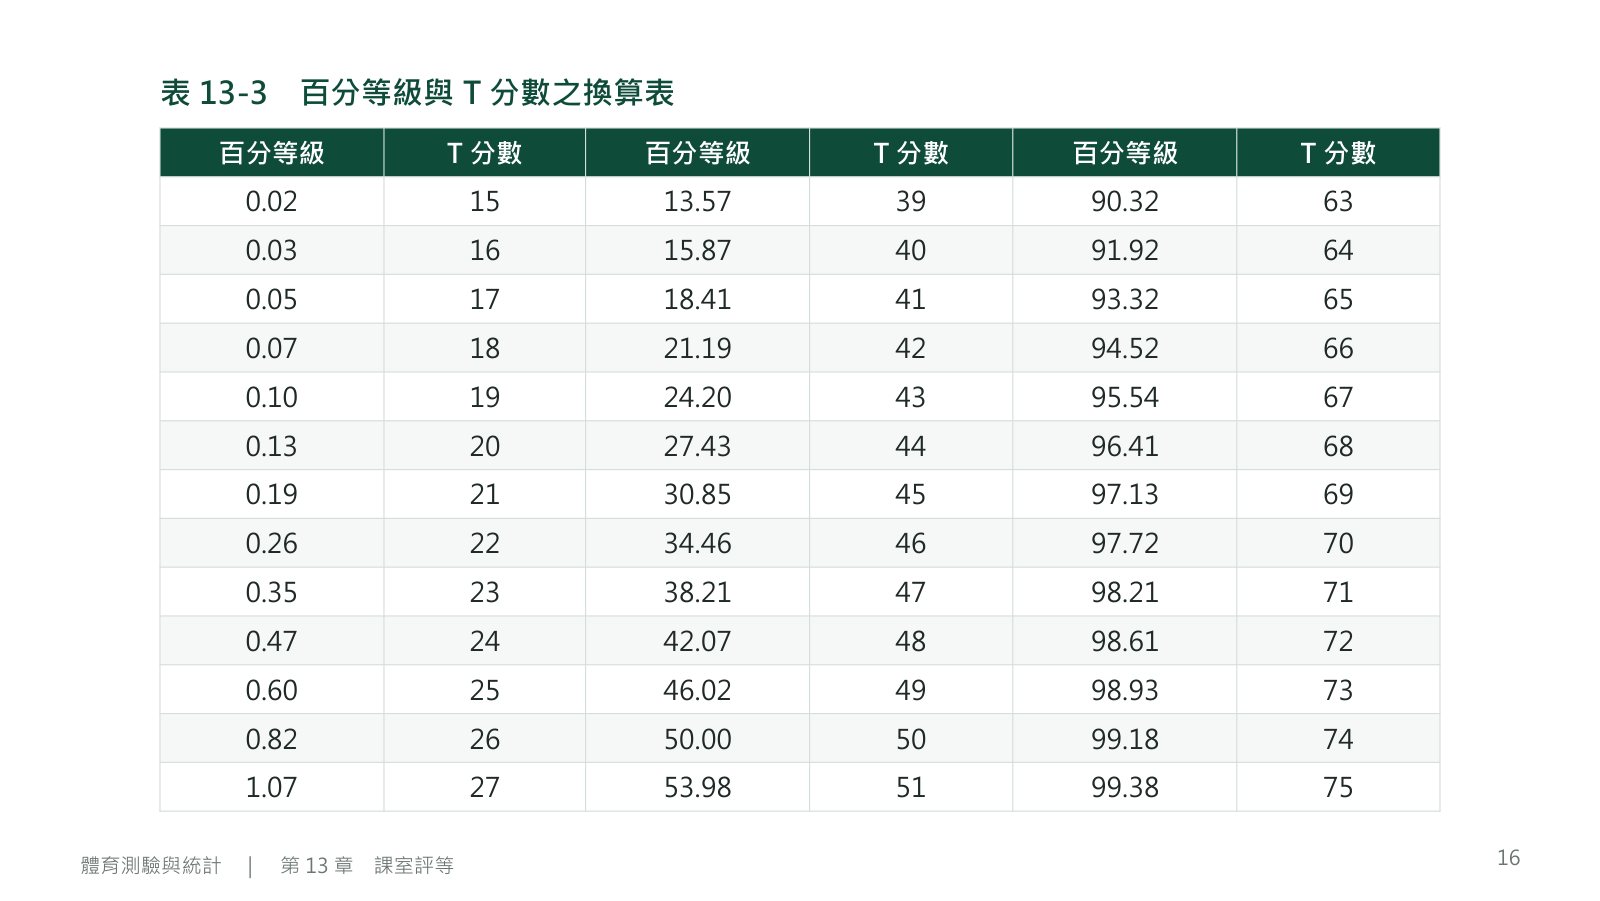 表 13-3　百分等級與 T 分數之換算表
百分等級 T 分數 百分等級 T 分數 百分等級 T 分數
0.02 15 13.57 39 90.32 63
0.03 16 15.87 40 91.92 64
0.05 17 18.41 41 93.32 65
0.07 18 21.19 42 94.52 66
0.10 19 24.20 43 95.54 67
0.13 20 27.43 44 96.41 68
0.19 21 30.85 45 97.13 69
0.26 22 34.46 46 97.72 70
0.35 23 38.21 47 98.21 71
0.47 24 42.07 48 98.61 72
0.60 25 46.02 49 98.93 73
0.82 26 50.00 50 99.18 74
1.07 27 53.98 51 99.38 75
體育測驗與統計　|　第 13 章　課室評等
16